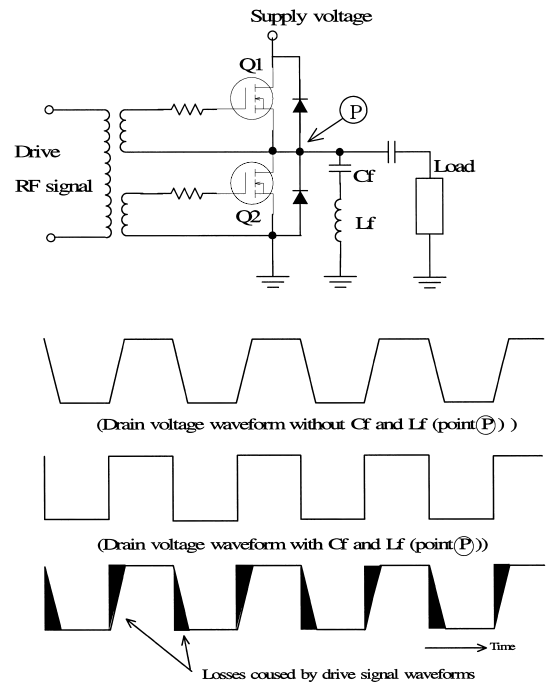 Supply voltage
Q1
P
Drive
RF signal
Cf
Load
Q2
Lf
(Drain voltage waveform without Cf and Lf (point P ) )
(Drain voltage waveform with Cf and Lf (point P ))
Time
Losses coused by drive signal waveforms